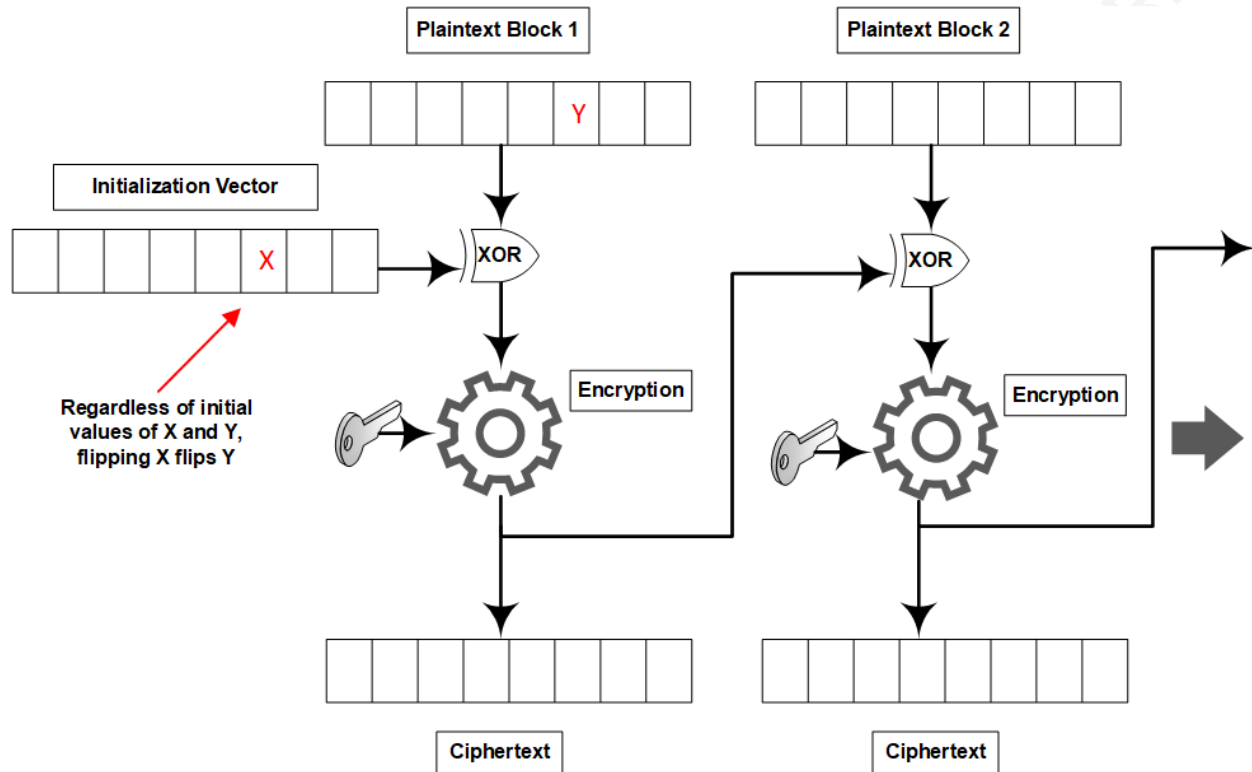 Plaintext Block 1
Plaintext Block 2
Y
Initialization Vector
X
XOR
XOR
Encryption
Encryption
Regardless of initial
values of X and Y,
flipping X flips Y
Ciphertext
Ciphertext